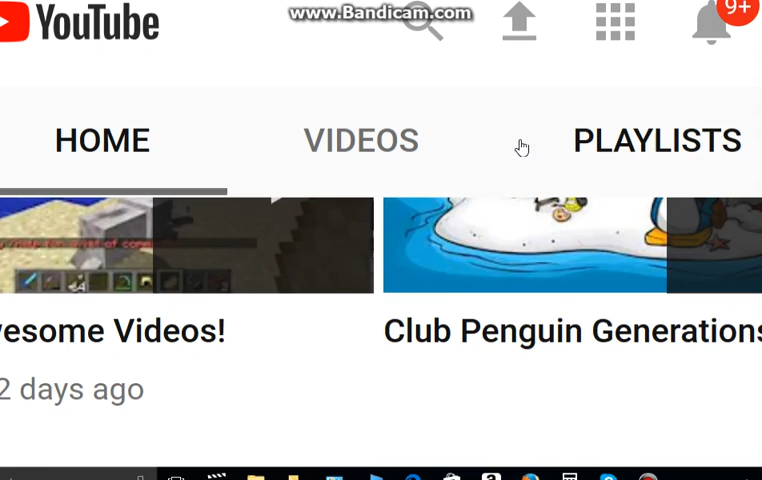 www.Bandicam.com
YouTube
9+
HOME VIDEOS PLAYLISTS
esome Videos! Club Penguin Generations
2 days ago